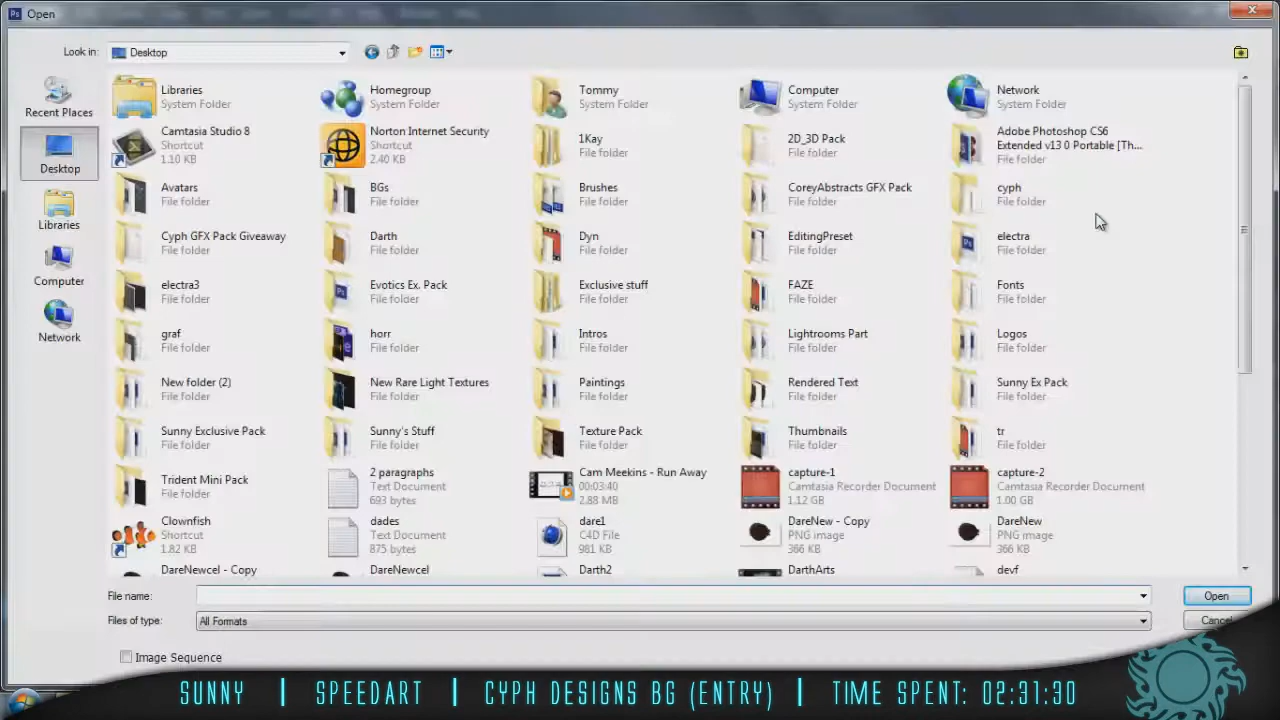 Ps Open
Look in: Desktop
Recent Places
Desktop
Libraries
Computer
Network
Libraries
System Folder
Homegroup
System Folder
Tommy
System Folder
Computer
System Folder
Network
System Folder
Camtasia Studio 8
Shortcut
1.10 KB
Norton Internet Security
Shortcut
2.40 KB
1Kay
File folder
2D_3D Pack
File folder
Adobe Photoshop CS6
Extended v13 0 Portable [Th...
File folder
Avatars
File folder
BGs
File folder
Brushes
File folder
CoreyAbstracts GFX Pack
File folder
cyph
File folder
Cyph GFX Pack Giveaway
File folder
Darth
File folder
Dyn
File folder
EditingPreset
File folder
electra
File folder
electra3
File folder
Evotics Ex. Pack
File folder
Exclusive stuff
File folder
FAZE
File folder
Fonts
File folder
graf
File folder
horr
File folder
Intros
File folder
Lightrooms Part
File folder
Logos
File folder
New folder (2)
File folder
New Rare Light Textures
File folder
Paintings
File folder
Rendered Text
File folder
Sunny Ex Pack
File folder
Sunny Exclusive Pack
File folder
Sunny's Stuff
File folder
Texture Pack
File folder
Thumbnails
File folder
tr
File folder
Trident Mini Pack
File folder
2 paragraphs
Text Document
693 bytes
Cam Meekins - Run Away
00:03:40
2.88 MB
capture-1
Camtasia Recorder Document
1.12 GB
capture-2
Camtasia Recorder Document
1.00 GB
Clownfish
Shortcut
1.82 KB
dades
Text Document
875 bytes
dare1
C4D File
981 KB
DareNew - Copy
PNG image
366 KB
DareNew
PNG image
366 KB
DareNewcel - Copy
DareNewcel
Darth2
DarthArts
devf
File name:
Open
Files of type: All Formats
Cancel
Image Sequence
SUNNY | SPEEDART | CYPH DESIGNS BG (ENTRY) | TIME SPENT: 02:31:30